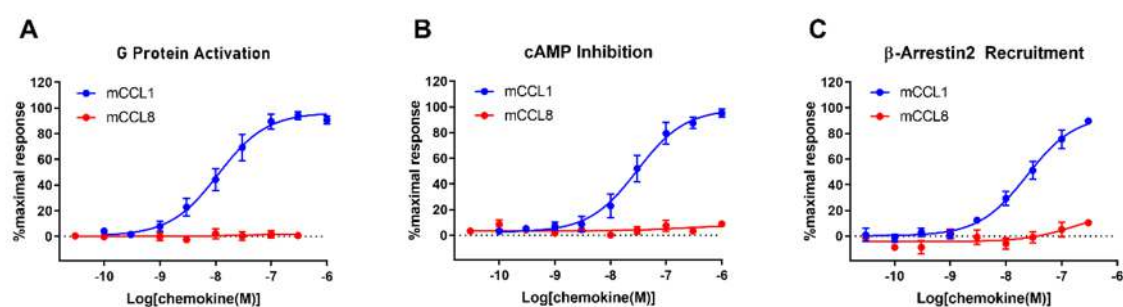 A
G Protein Activation
mCCL1
mCCL8
120
100
80
60
40
20
0
%maximal response
-10
-9
-8
-7
-6
Log[chemokine(M)]
B
cAMP Inhibition
mCCL1
mCCL8
120
100
80
60
40
20
0
%maximal response
-10
-9
-8
-7
-6
Log[chemokine(M)]
C
β-Arrestin2 Recruitment
mCCL1
mCCL8
120
100
80
60
40
20
0
%maximal response
-10
-9
-8
-7
-6
Log[chemokine(M)]